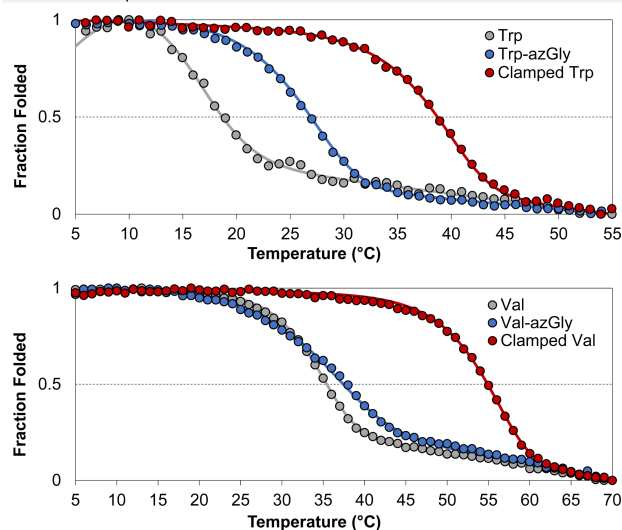 1
Trp
Trp-azGly
Clamped Trp
0.5
0
Fraction Folded
5 10 15 20 25 30 35 40 45 50 55
Temperature (°C)
1
Val
Val-azGly
Clamped Val
0.5
0
Fraction Folded
5 10 15 20 25 30 35 40 45 50 55 60 65 70
Temperature (°C)